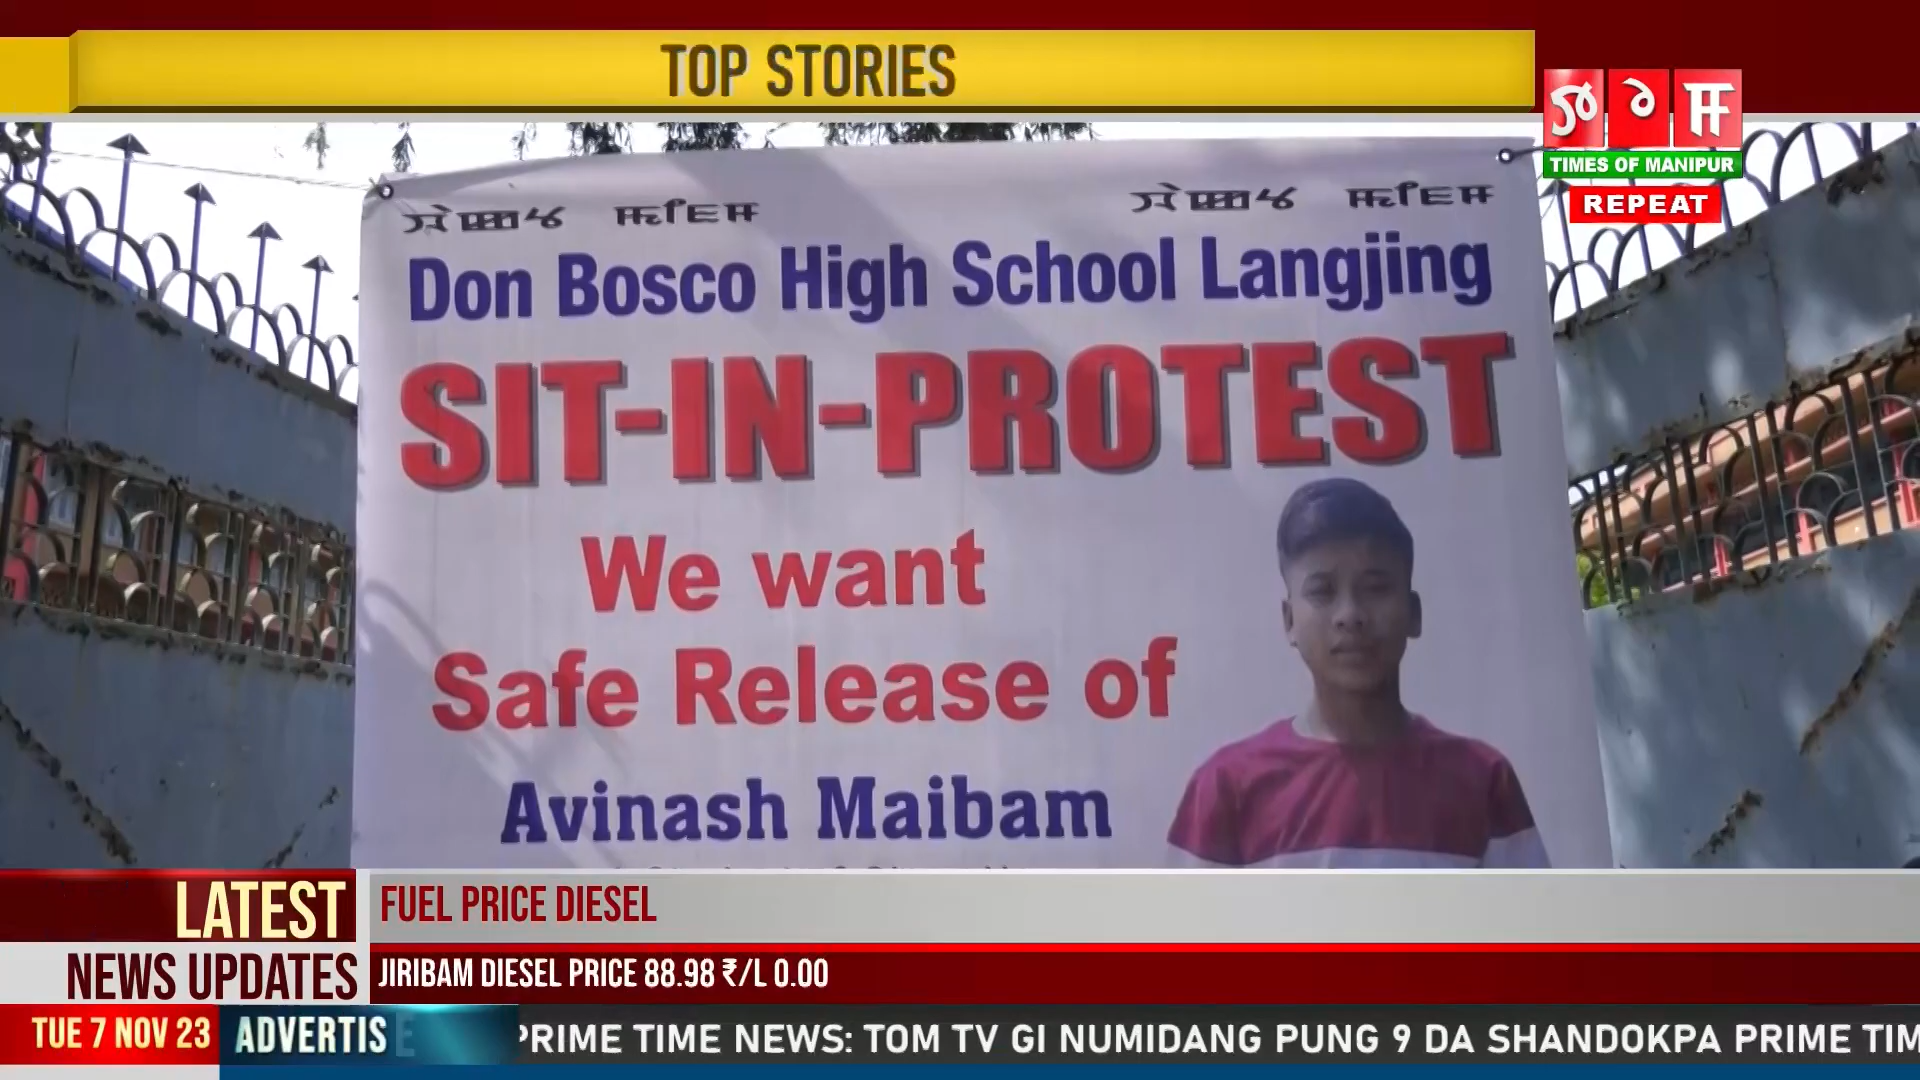 TOP STORIES
TIMES OF MANIPUR
REPEAT
Don Bosco High School Langjing
SIT-IN-PROTEST
We want
Safe Release of
Avinash Maibam
LATEST
NEWS UPDATES
FUEL PRICE DIESEL
JIRIBAM DIESEL PRICE 88.98 ₹/L 0.00
TUE 7 NOV 23
ADVERTISE
PRIME TIME NEWS: TOM TV GI NUMIDANG PUNG 9 DA SHANDOKPA PRIME TIM